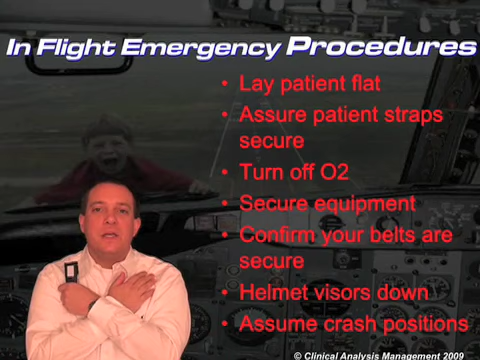 In Flight Emergency Procedures
• Lay patient flat
• Assure patient straps
secure
• Turn off O2
• Secure equipment
• Confirm your belts are
secure
• Helmet visors down
• Assume crash positions
© Clinical Analysis Management 2009